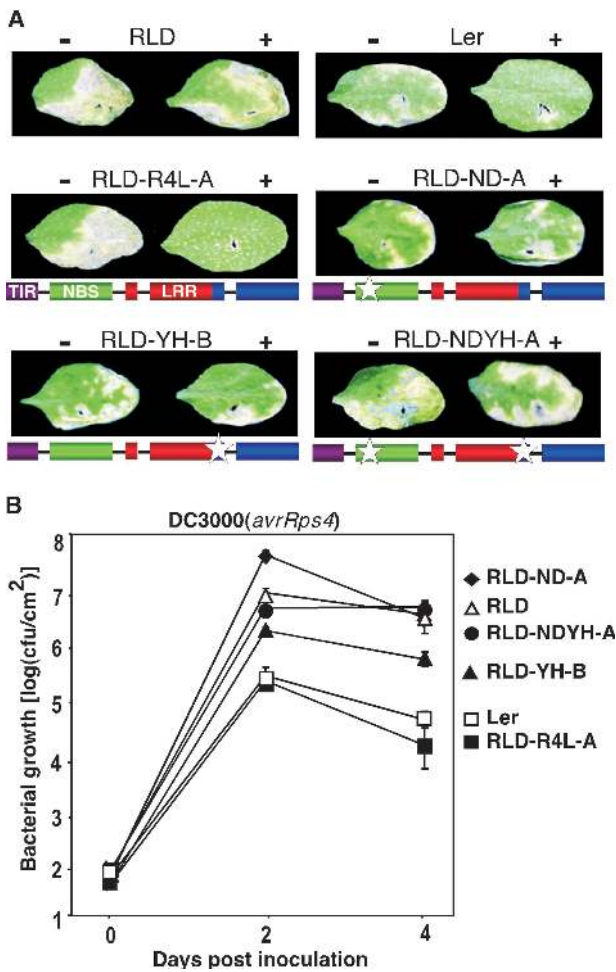 A
- RLD +
- Ler +
- RLD-R4L-A +
- RLD-ND-A +
TIR NBS LRR
- RLD-YH-B +
- RLD-NDYH-A +
B
DC3000(avrRps4)
Bacterial growth [log(cfu/cm²)]
8
7
6
5
4
3
2
1
0 2 4
Days post inoculation
RLD-ND-A
RLD
RLD-NDYH-A
RLD-YH-B
Ler
RLD-R4L-A